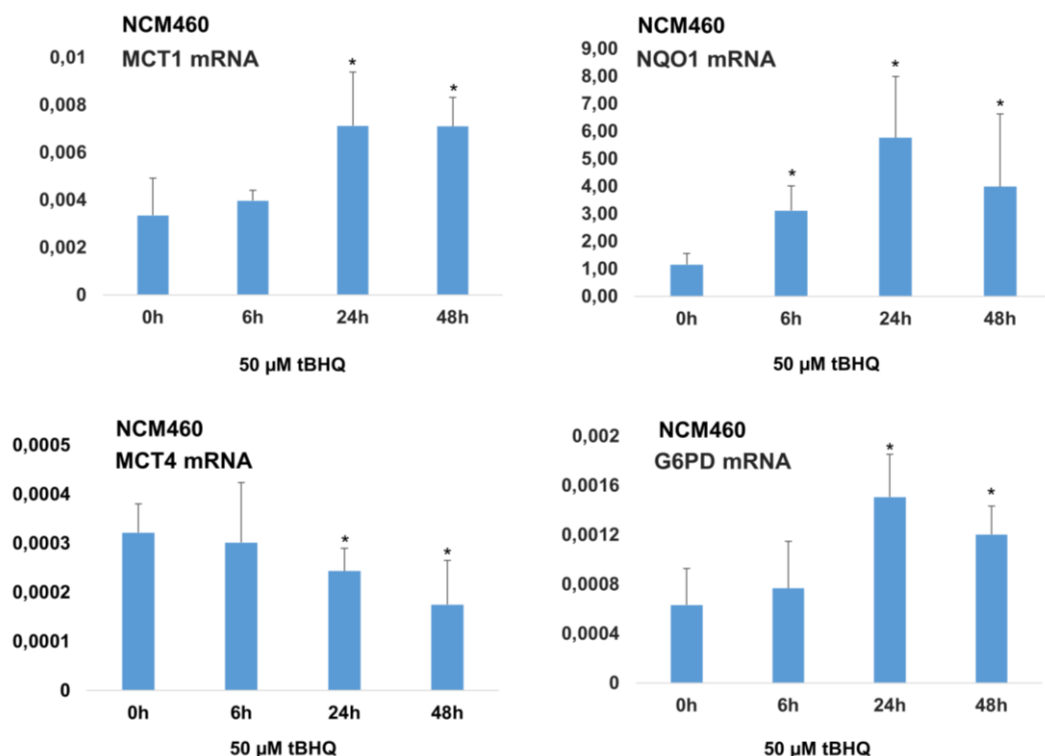 NCM460
MCT1 mRNA
0,01
*
*
0,008
0,006
0,004
0,002
0
0h
6h
24h
48h
50 µM tBHQ
NCM460
NQO1 mRNA
9,00
8,00
7,00
6,00
5,00
4,00
3,00
2,00
1,00
0,00
*
*
*
0h
6h
24h
48h
50 µM tBHQ
NCM460
MCT4 mRNA
0,0005
0,0004
0,0003
0,0002
0,0001
0
*
*
0h
6h
24h
48h
50 µM tBHQ
NCM460
G6PD mRNA
0,002
0,0016
0,0012
0,0008
0,0004
0
*
*
0h
6h
24h
48h
50 µM tBHQ